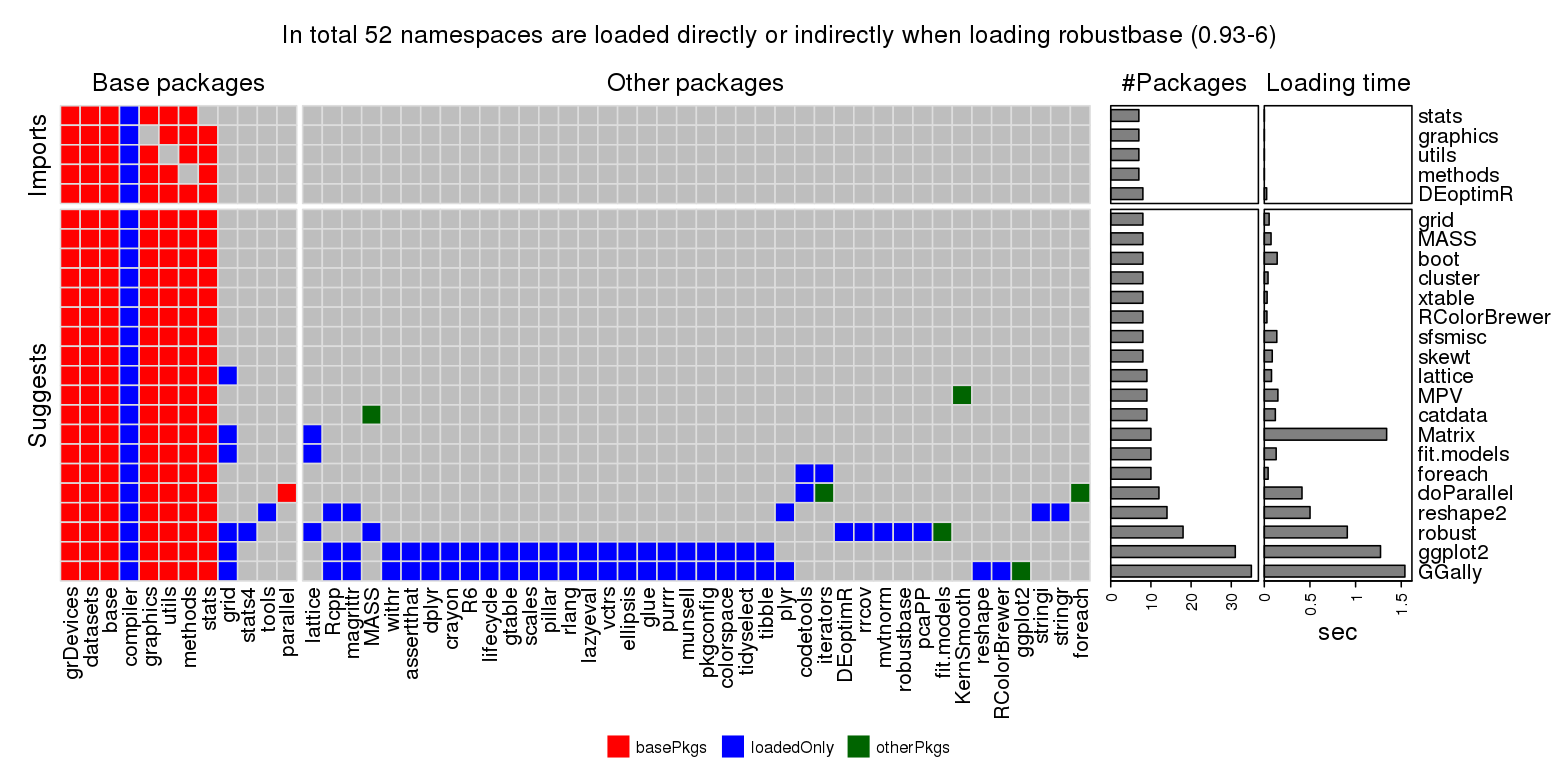 In total 52 namespaces are loaded directly or indirectly when loading robustbase (0.93-6)
Base packages
Other packages
#Packages
Loading time
Imports
Suggests
stats
graphics
utils
methods
DEoptimR
grid
MASS
boot
cluster
xtable
RColorBrewer
sfsmisc
skewt
lattice
MPV
catdata
Matrix
fit.models
foreach
doParallel
reshape2
robust
ggplot2
GGally
grDevices
datasets
base
compiler
graphics
utils
methods
stats
grid
stats4
tools
parallel
lattice
Rcpp
magrittr
MASS
withr
assertthat
dplyr
crayon
R6
lifecycle
gtable
scales
pillar
rlang
lazyeval
vctrs
ellipsis
glue
purrr
munsell
pkgconfig
colorspace
tidyselect
tibble
plyr
codetools
iterators
DEoptimR
rrcov
mvtnorm
robustbase
pcaPP
fit.models
KernSmooth
reshape
RColorBrewer
ggplot2
stringi
stringr
foreach
0
10
20
30
0
0.5
1
1.5
sec
basePkgs
loadedOnly
otherPkgs